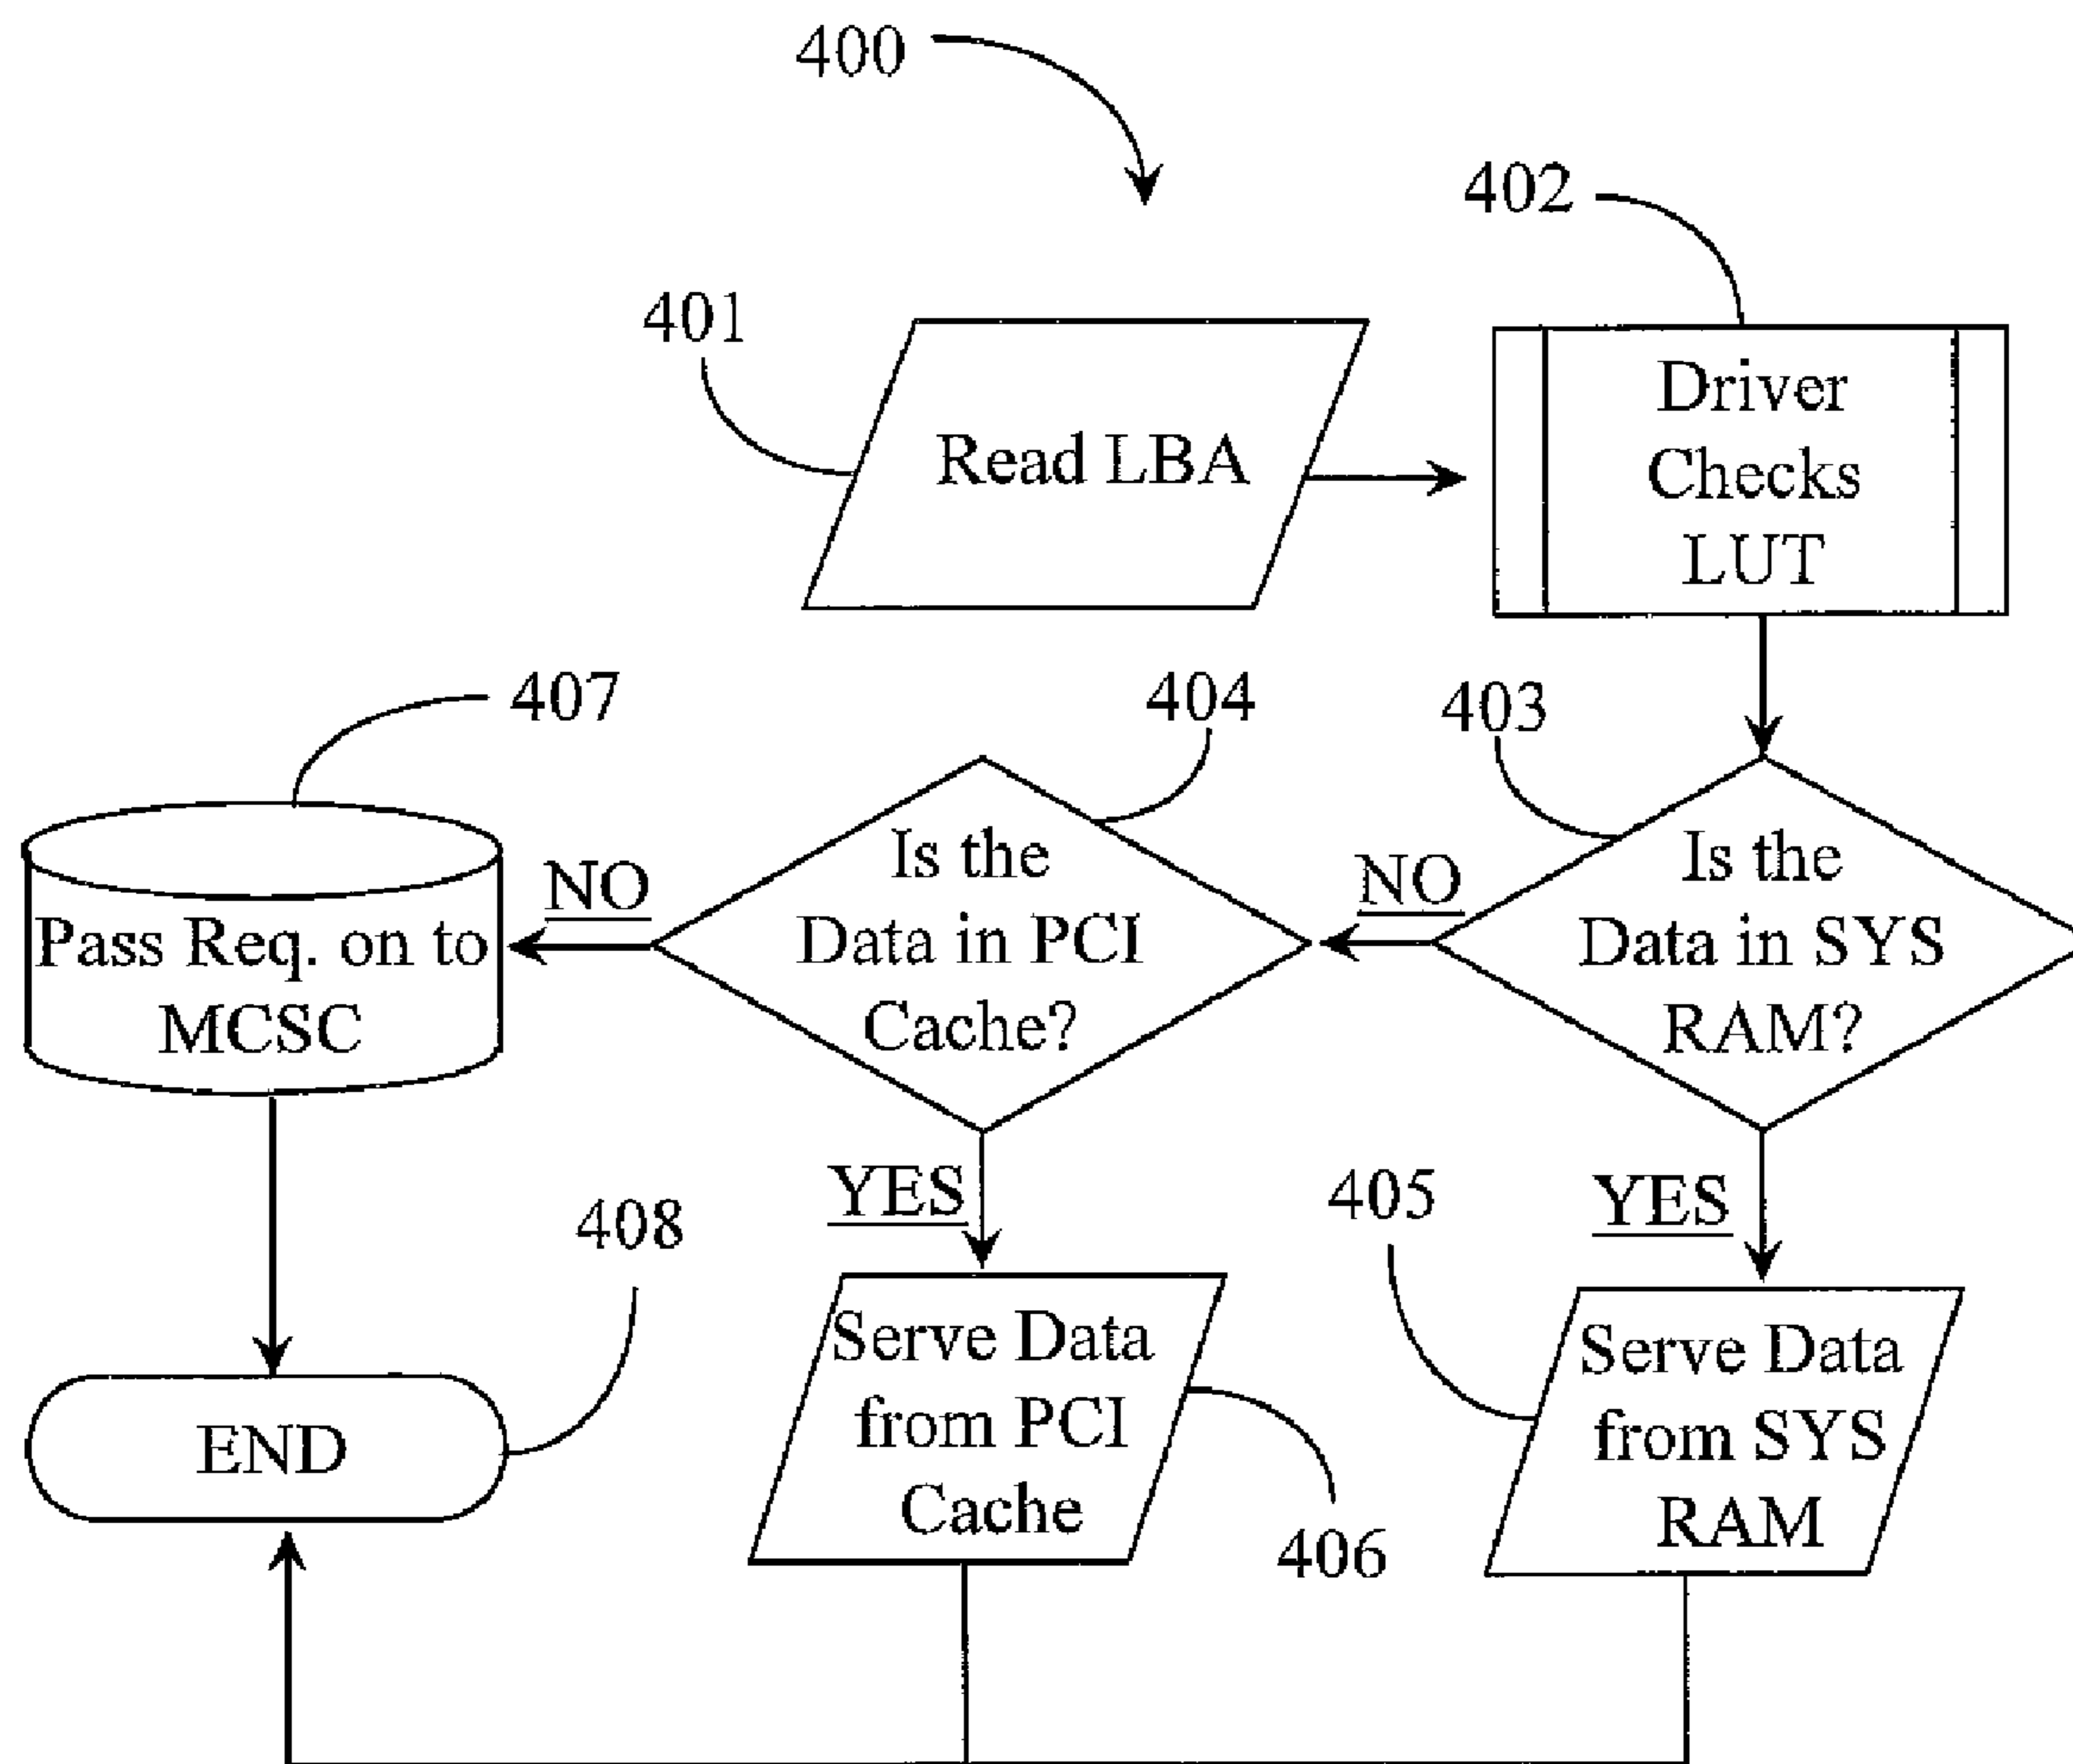 400
402
401
Read LBA
Driver
Checks
LUT
407
404
403
Pass Req. on to
MCSC
NO
Is the
Data in PCI
Cache?
NO
Is the
Data in SYS
RAM?
YES
YES
408
405
END
Serve Data
from PCI
Cache
406
Serve Data
from SYS
RAM